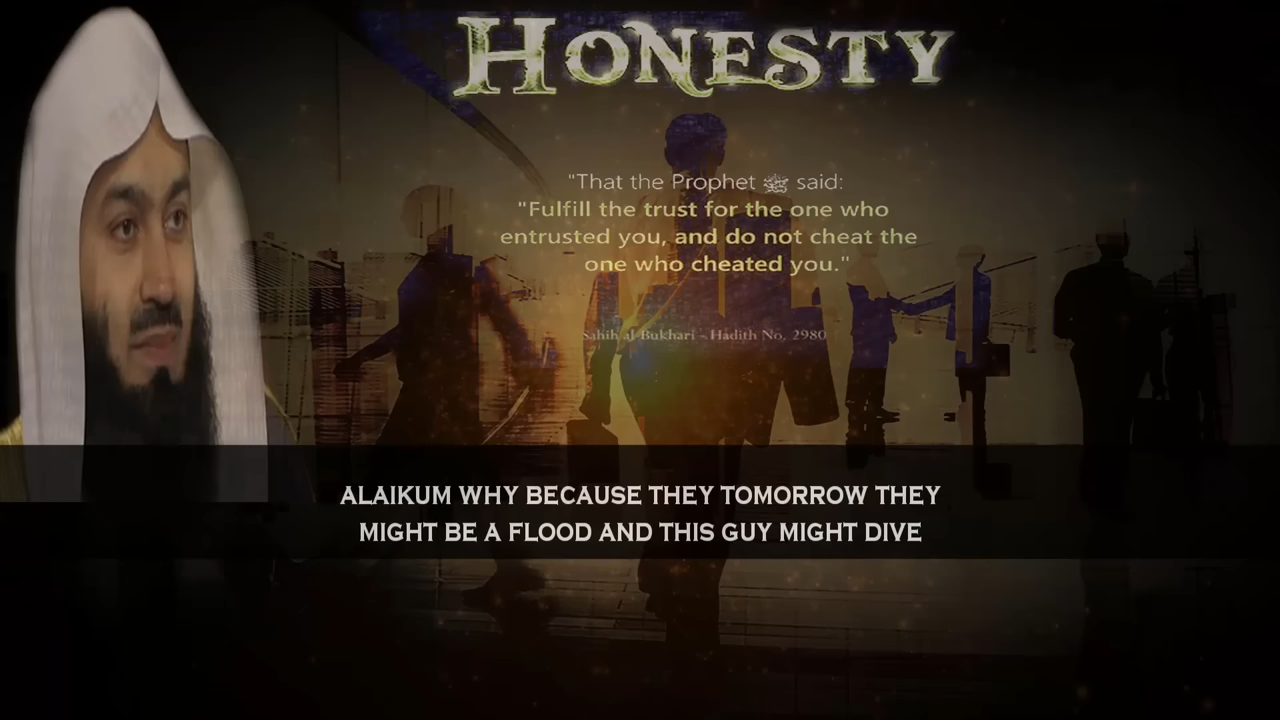 HONESTY
"That the Prophet ﷺ said:
"Fulfill the trust for the one who
entrusted you, and do not cheat the
one who cheated you."
Sahih al-Bukhari - Hadith No, 2980
ALAIKUM WHY BECAUSE THEY TOMORROW THEY
MIGHT BE A FLOOD AND THIS GUY MIGHT DIVE